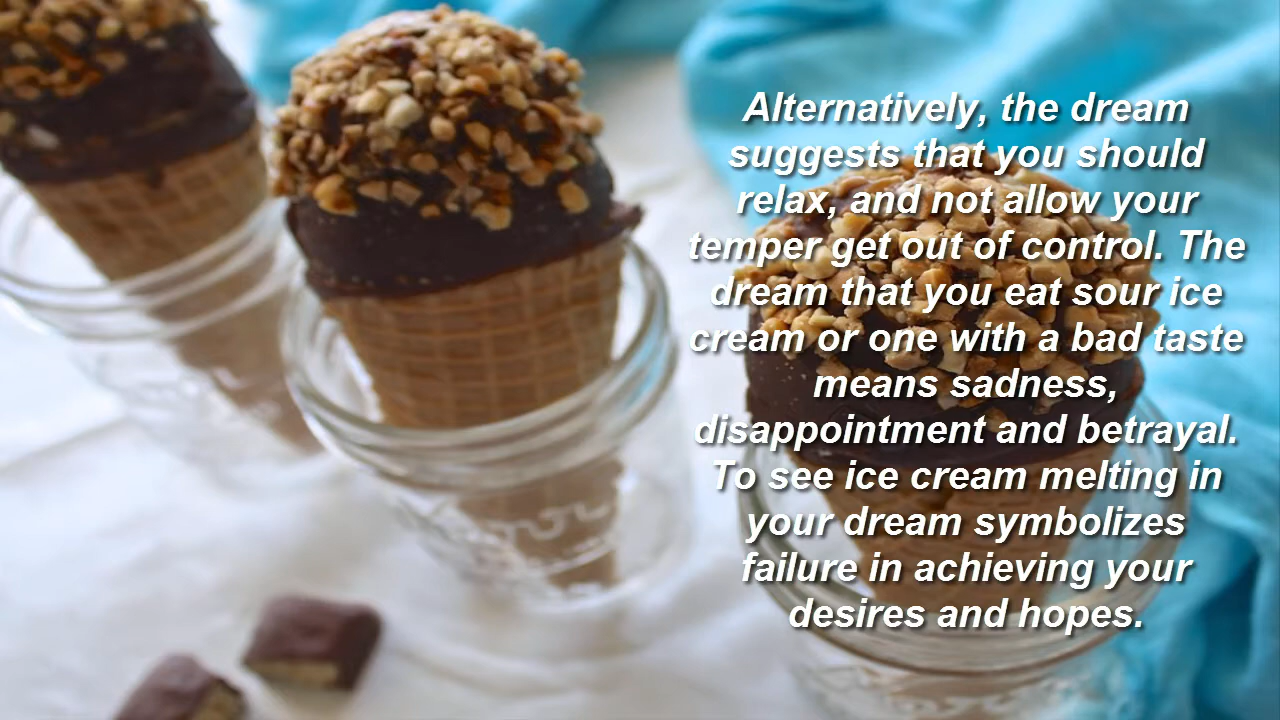 Alternatively, the dream
suggests that you should
relax, and not allow your
temper get out of control. The
dream that you eat sour ice
cream or one with a bad taste
means sadness,
disappointment and betrayal.
To see ice cream melting in
your dream symbolizes
failure in achieving your
desires and hopes.